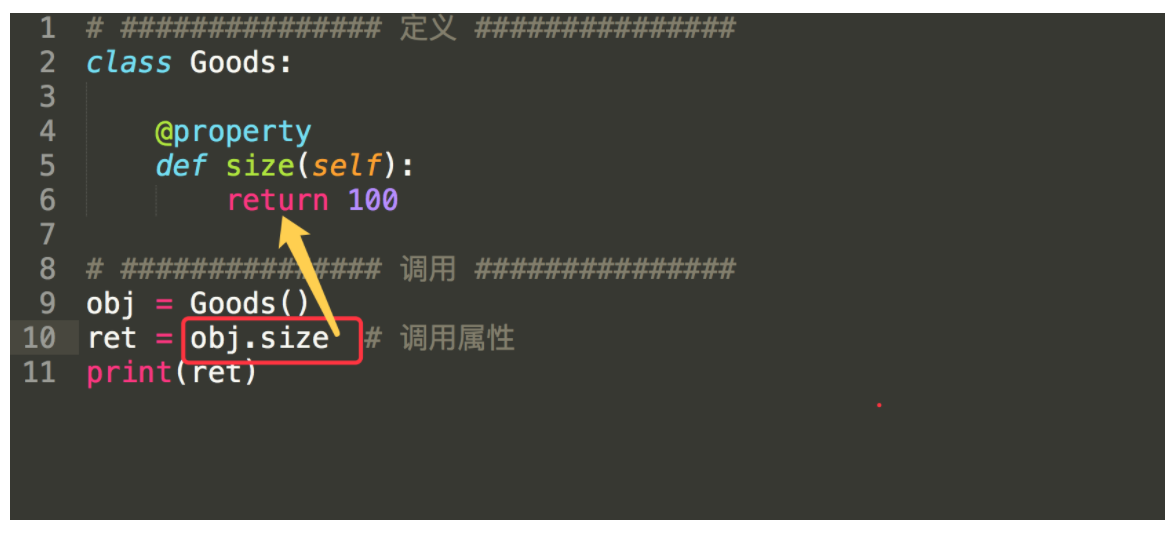 1 # ############### 定义 ###############
2 class Goods:
3
4     @property
5     def size(self):
6         return 100
7
8 # ############### 调用 ###############
9 obj = Goods()
10 ret = obj.size  # 调用属性
11 print(ret)